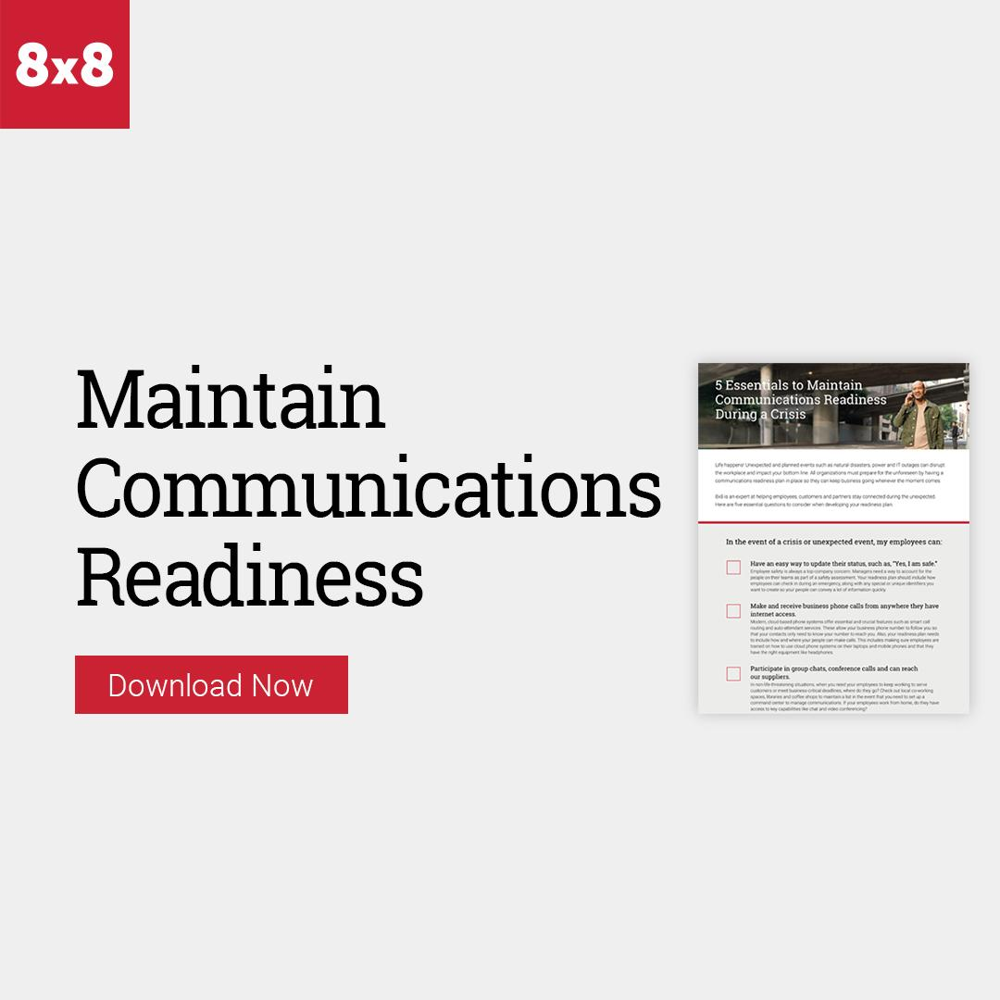 8x8
Maintain
Communications
Readiness
Download Now
5 Essentials to Maintain
Communications Readiness
During a Crisis
Life happens! Unexpected and planned events such as natural disasters, power and IT outages can disrupt
the workplace and impact your bottom line. All organizations must prepare for the unforeseen by having a
communications readiness plan in place so they can keep business going whenever the moment comes.
8x8 is an expert at helping employees, customers and partners stay connected during the unexpected.
Here are five essential questions to consider when developing your readiness plan.
In the event of a crisis or unexpected event, my employees can:
Have an easy way to update their status, such as, "Yes, I am safe."
Employee safety is always a top company concern. Managers need a way to account for the
people on their teams as part of a safety assessment. Your readiness plan should include how
employees can check in during an emergency, along with any special or unique identifiers you
want to create so your people can convey a lot of information quickly.
Make and receive business phone calls from anywhere they have
internet access.
Modern, cloud-based phone systems offer essential and crucial features such as smart call
routing and auto-attendant services. These allow your business phone number to follow you so
that your contacts only need to know your number to reach you. Also, your readiness plan needs
to include how and where your people can make calls. This includes making sure employees are
trained on how to use cloud phone systems on their laptops and mobile phones and that they
have the right equipment like headphones.
Participate in group chats, conference calls and can reach
our suppliers.
In non-life-threatening situations, when you need your employees to keep working to serve
customers or meet business-critical deadlines, where do they go? Check out local co-working
spaces, libraries and coffee shops to maintain a list in the event that you need to set up a
command center to manage communications. If your employees work from home, do they have
access to key capabilities like chat and video conferencing?